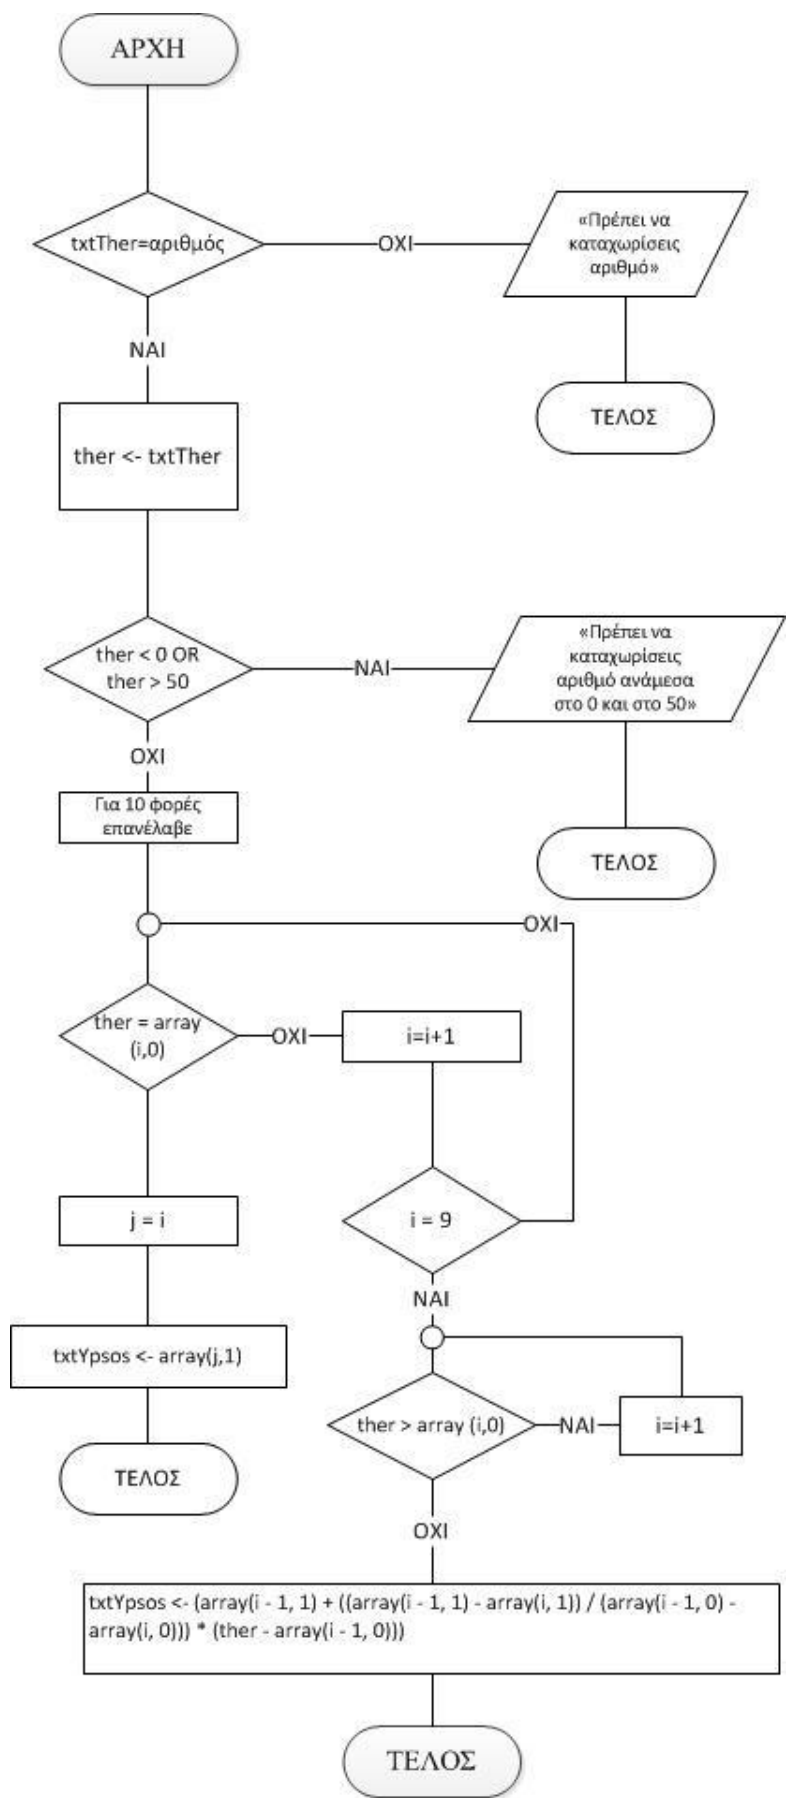 ΑΡΧΗ
txtTher=αριθμός
ΟΧΙ
«Πρέπει να
καταχωρίσεις
αριθμό»
ΝΑΙ
ΤΕΛΟΣ
ther <- txtTher
ther < 0 OR
ther > 50
ΝΑΙ
«Πρέπει να
καταχωρίσεις
αριθμό ανάμεσα
στο 0 και στο 50»
ΟΧΙ
Για 10 φορές
επανέλαβε
ΤΕΛΟΣ
ΟΧΙ
ther = array
(i,0)
ΟΧΙ
i=i+1
j = i
i = 9
ΝΑΙ
txtYpsos <- array(j,1)
ther > array (i,0)
ΝΑΙ
i=i+1
ΤΕΛΟΣ
ΟΧΙ
txtYpsos <- (array(i - 1, 1) + ((array(i - 1, 1) - array(i, 1)) / (array(i - 1, 0) -
array(i, 0))) * (ther - array(i - 1, 0)))
ΤΕΛΟΣ